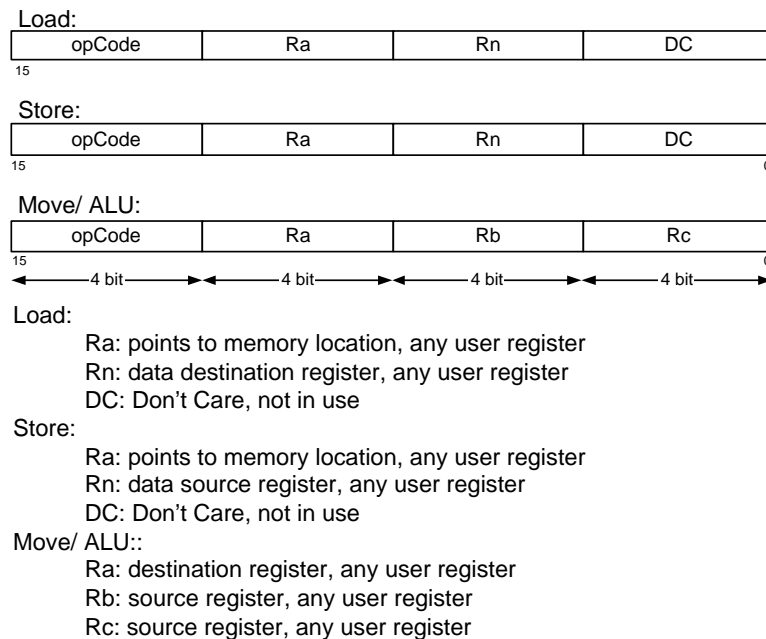 Load:
opCode Ra Rn DC
15
Store:
opCode Ra Rn DC
15
Move/ ALU:
opCode Ra Rb Rc
15
4 bit 4 bit 4 bit 4 bit
Load:
Ra: points to memory location, any user register
Rn: data destination register, any user register
DC: Don't Care, not in use
Store:
Ra: points to memory location, any user register
Rn: data source register, any user register
DC: Don't Care, not in use
Move/ ALU::
Ra: destination register, any user register
Rb: source register, any user register
Rc: source register, any user register